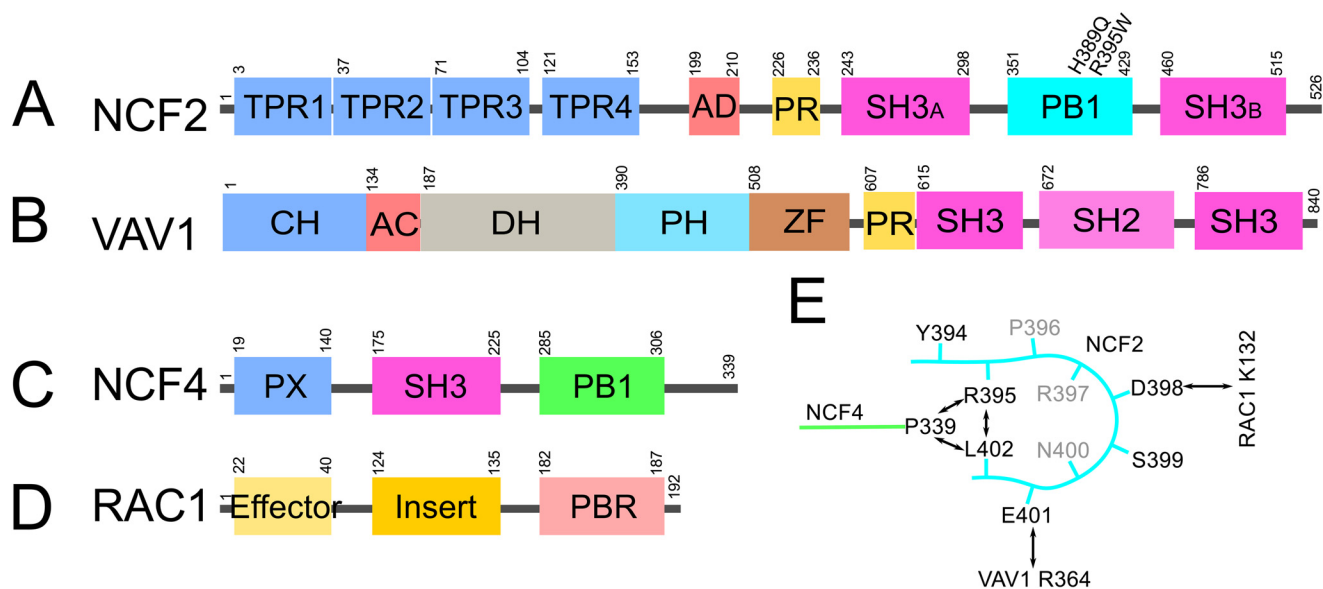 H389Q
R395W
3 37 71 104 121 153 199 210 226 236 243 298 351 429 460 515
A NCF2 1 TPR1 TPR2 TPR3 TPR4 AD PR SH3A PB1 SH3B 526
1 134 187 390 508 607 615 672 786
B VAV1 CH AC DH PH ZF PR SH3 SH2 SH3 840
19 140 175 225 285 306
C NCF4 1 PX SH3 PB1 339
22 40 124 135 182 187
D RAC1 1 Effector Insert PBR 192
E
Y394 P396 NCF2
R395 R397 D398 RAC1 K132
NCF4 P339
L402 N400 S399
E401
VAV1 R364